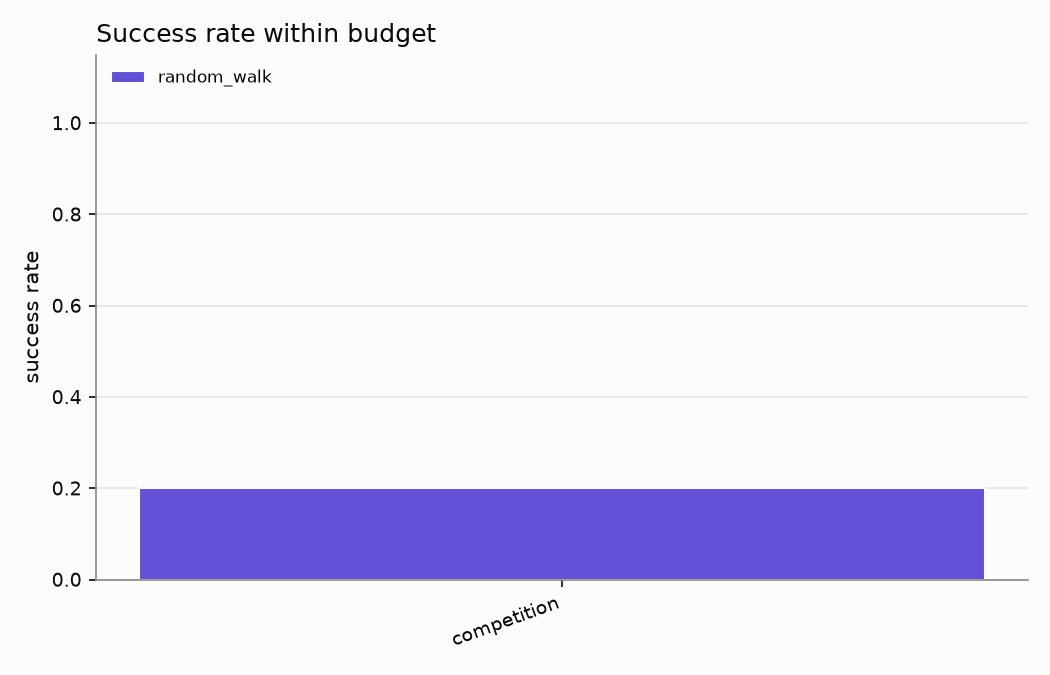 Success rate within budget
random_walk
1.0
0.8
0.6
0.4
0.2
0.0
success rate
competition